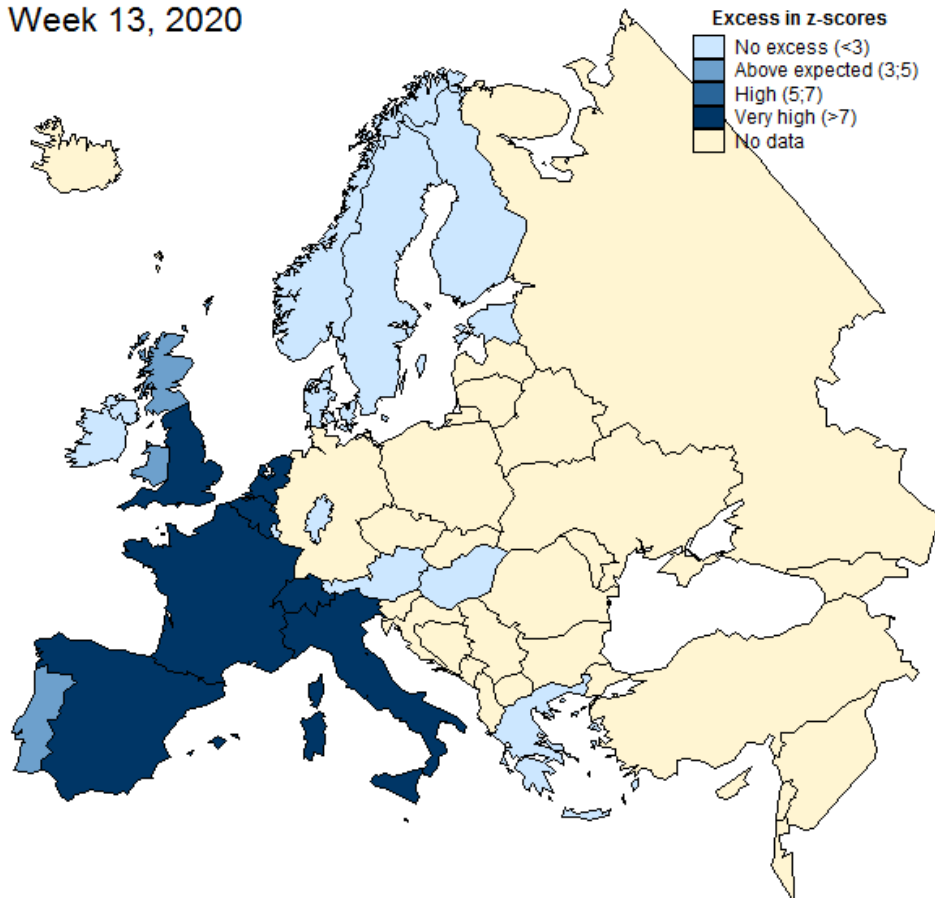 Week 13, 2020
Excess in z-scores
No excess (<3)
Above expected (3;5)
High (5;7)
Very high (>7)
No data